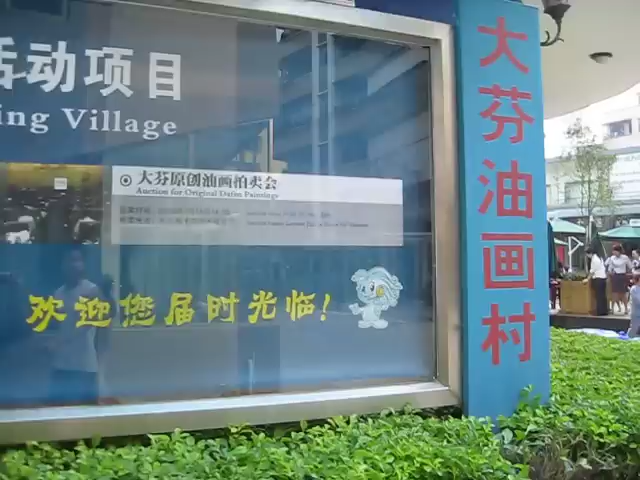 活动项目
ing Village
大芬原创油画拍卖会
Auction for Original Dafen Paintings
欢迎您届时光临!
大芬油画村